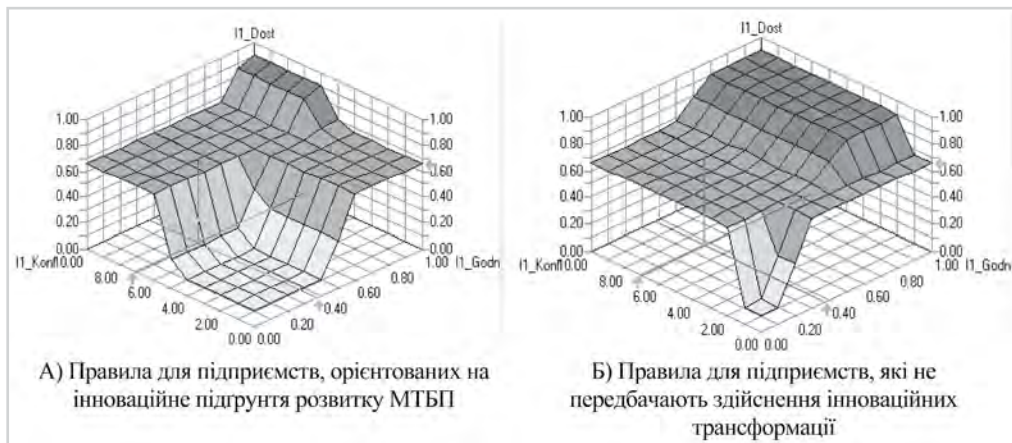 I1_Dost
1.00 1.00
0.80 0.80
0.60 0.60
0.40 0.40
0.20 0.20
0.00 0.00
I1_Konfl 10.00 1.00 I1_Godn
8.00 0.80
6.00 0.60
4.00 0.40
2.00 0.20
0.00 0.00
А) Правила для підприємств, орієнтованих на
інноваційне підґрунтя розвитку МТБП
I1_Dost
1.00 1.00
0.80 0.80
0.60 0.60
0.40 0.40
0.20 0.20
0.00 0.00
I1_Konfl 10.00 1.00 I1_Godn
8.00 0.80
6.00 0.60
4.00 0.40
2.00 0.20
0.00 0.00
Б) Правила для підприємств, які не
передбачають здійснення інноваційних
трансформації